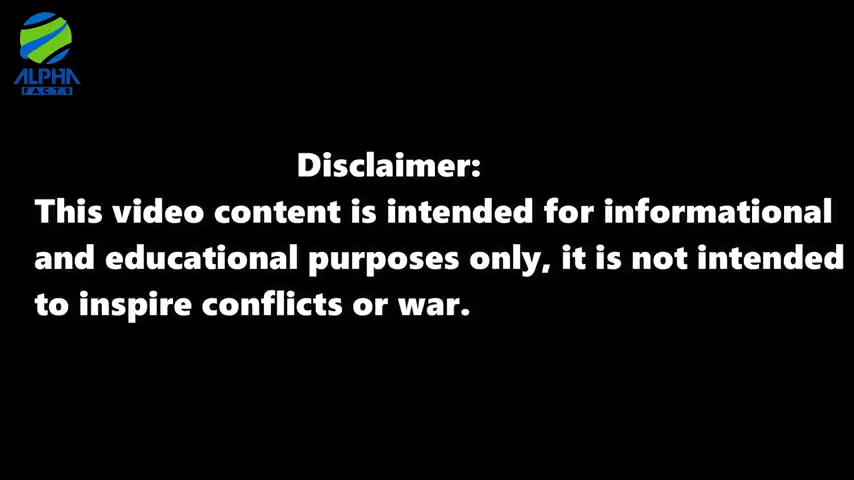 ALPHA
FACTS
Disclaimer:
This video content is intended for informational
and educational purposes only, it is not intended
to inspire conflicts or war.